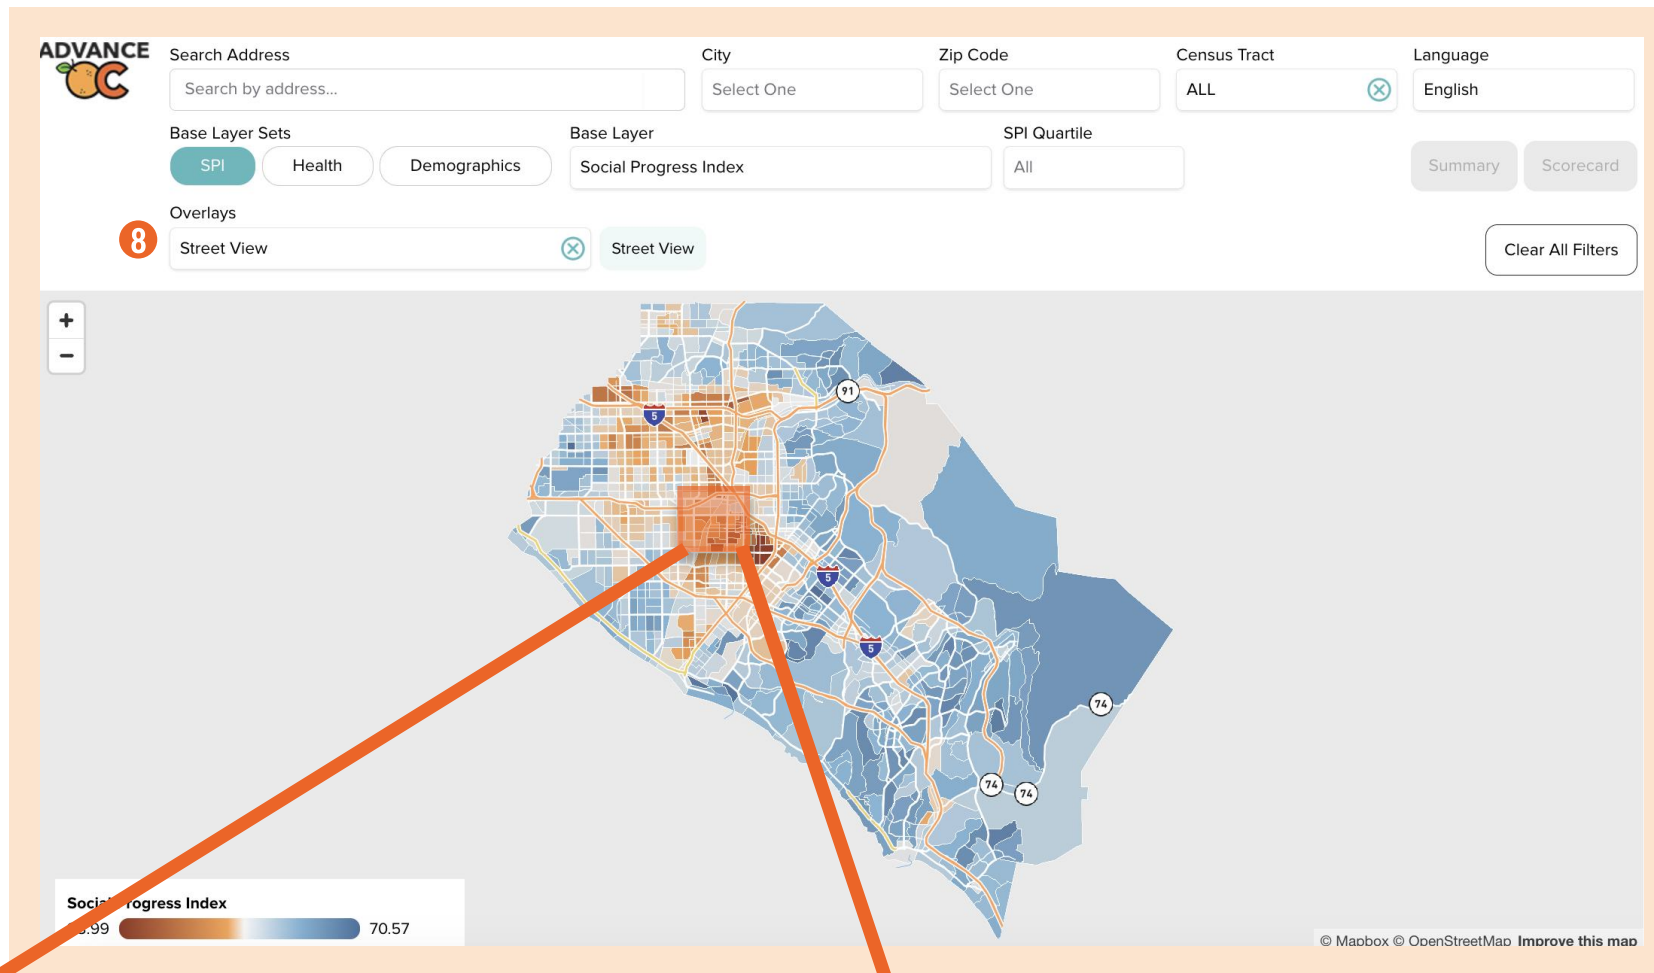 ADVANCE
OC
Search Address
City
Zip Code
Census Tract
Language
Search by address...
Select One
Select One
ALL
English
Base Layer Sets
Base Layer
SPI Quartile
SPI
Health
Demographics
Social Progress Index
All
Summary
Scorecard
Overlays
8
Street View
Street View
Clear All Filters
+
−
91
5
5
5
74
74
74
Progress Index
70.57
© Mapbox © OpenStreetMap Improve this map